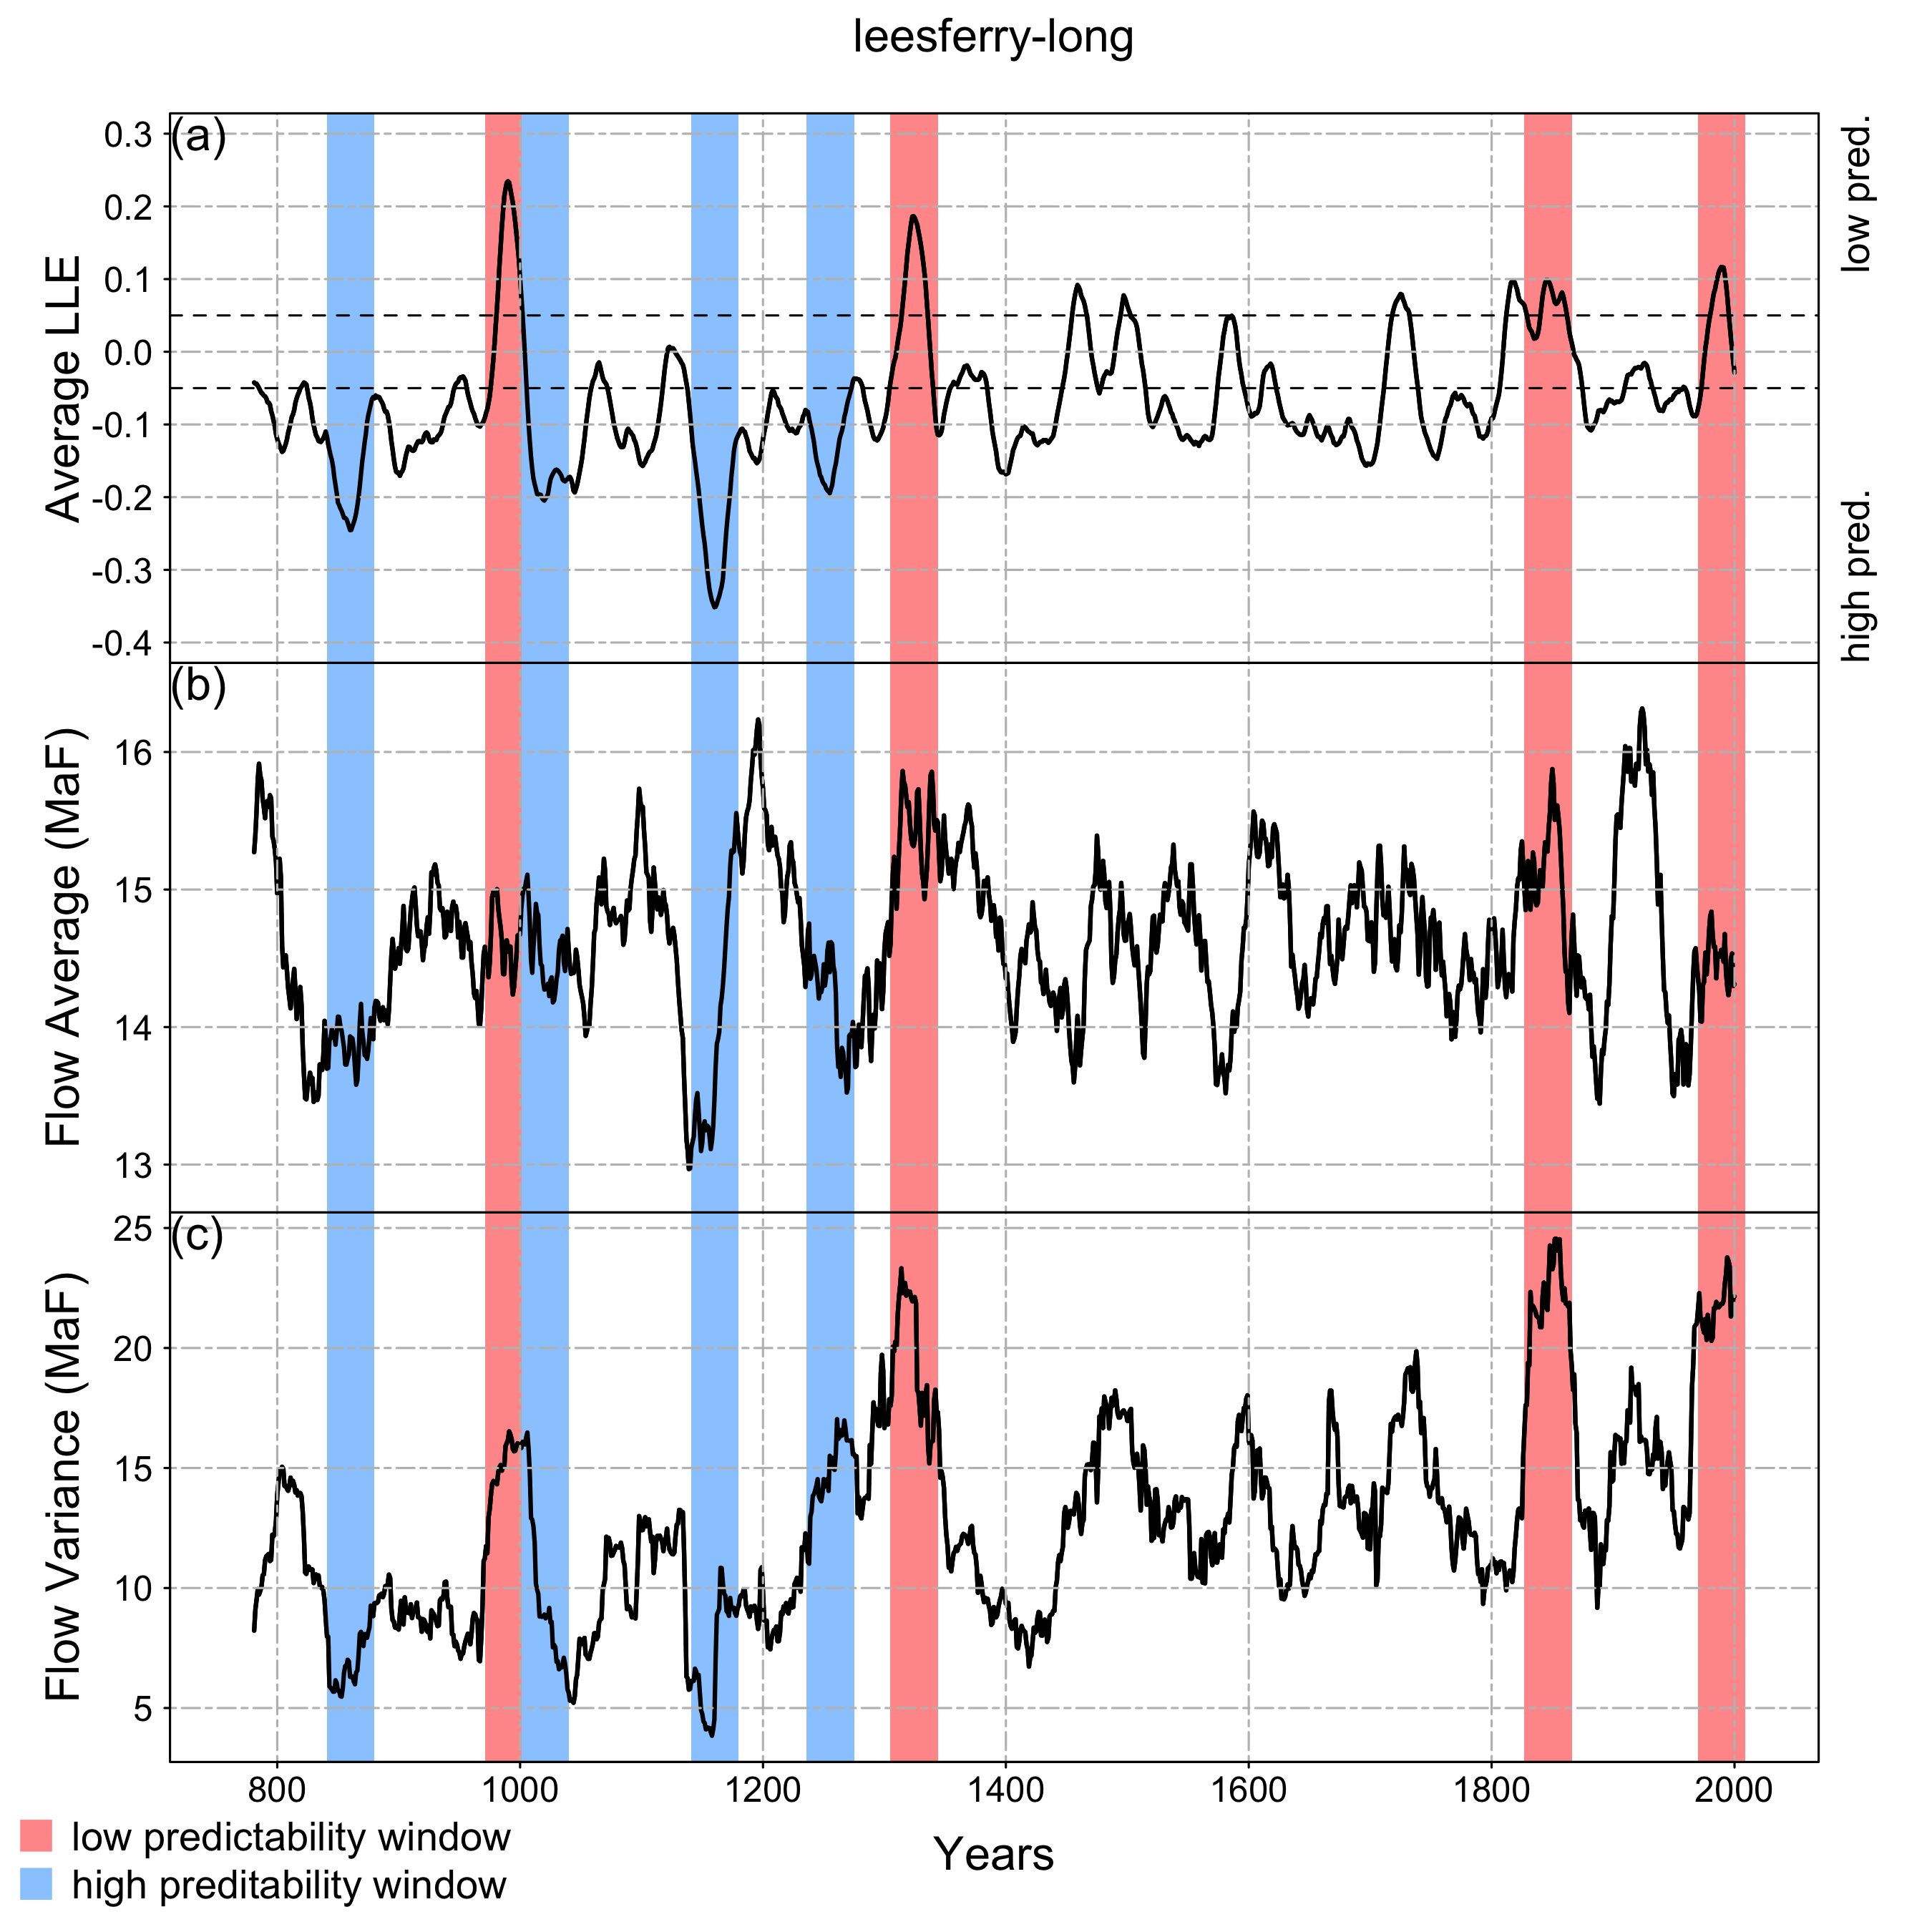 leesferry-long
(a)
0.3
0.2
0.1
0.0
-0.1
-0.2
-0.3
-0.4
Average LLE
low pred.
high pred.
(b)
16
15
14
13
Flow Average (MaF)
(c)
25
20
15
10
5
Flow Variance (MaF)
800 1000 1200 1400 1600 1800 2000
Years
low predictability window
high preditability window